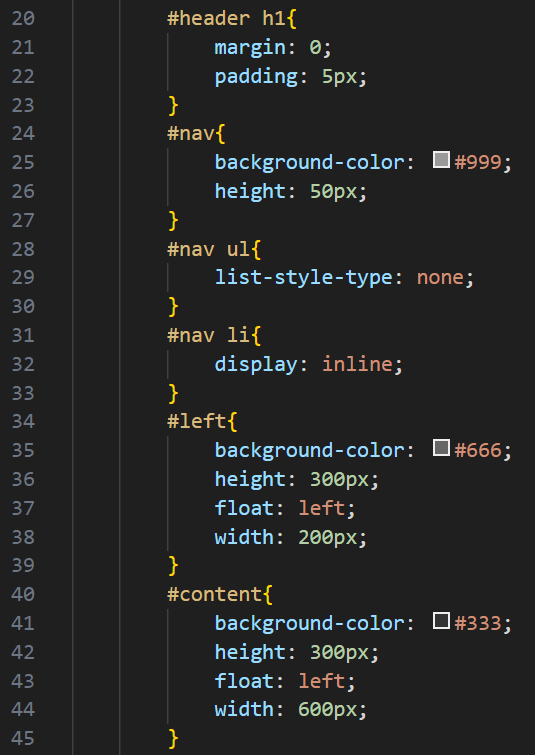 20 #header h1{
21 margin: 0;
22 padding: 5px;
23 }
24 #nav{
25 background-color: #999;
26 height: 50px;
27 }
28 #nav ul{
29 list-style-type: none;
30 }
31 #nav li{
32 display: inline;
33 }
34 #left{
35 background-color: #666;
36 height: 300px;
37 float: left;
38 width: 200px;
39 }
40 #content{
41 background-color: #333;
42 height: 300px;
43 float: left;
44 width: 600px;
45 }